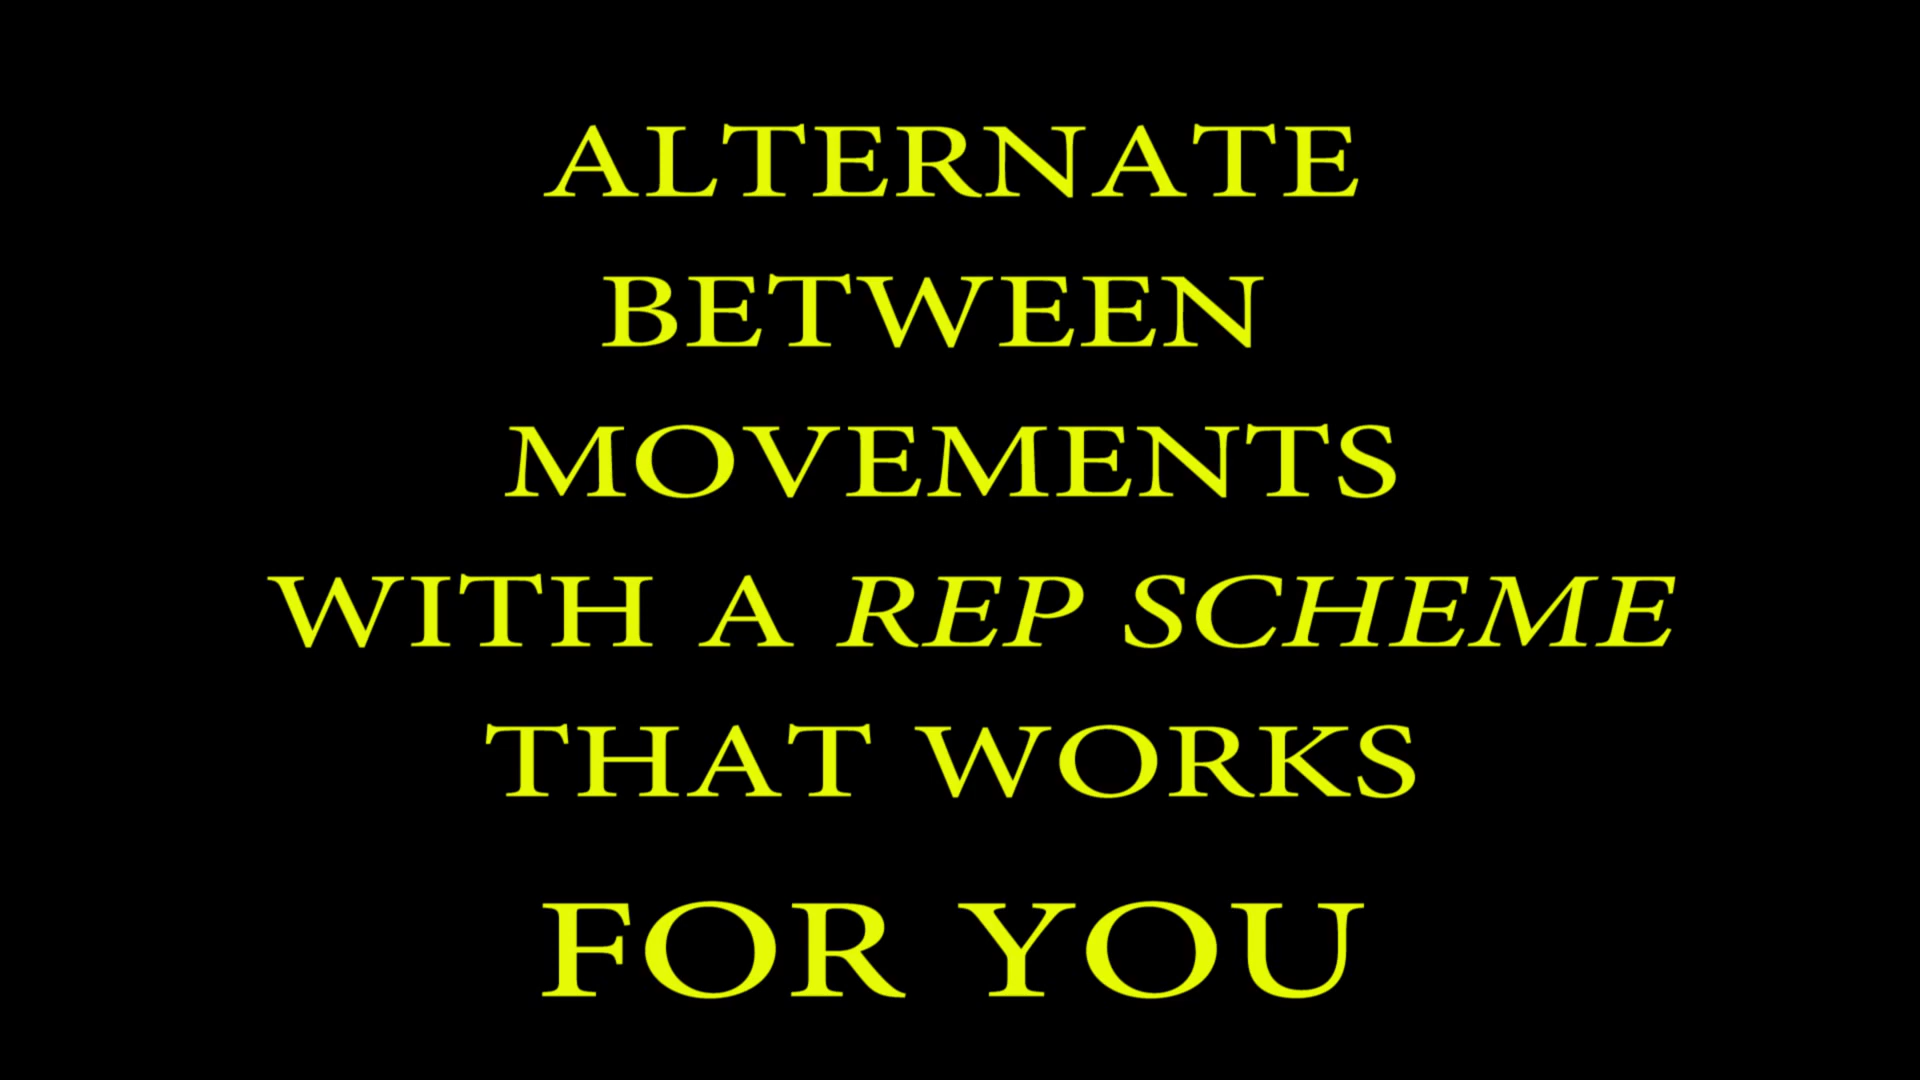 ALTERNATE
BETWEEN
MOVEMENTS
WITH A REP SCHEME
THAT WORKS
FOR YOU